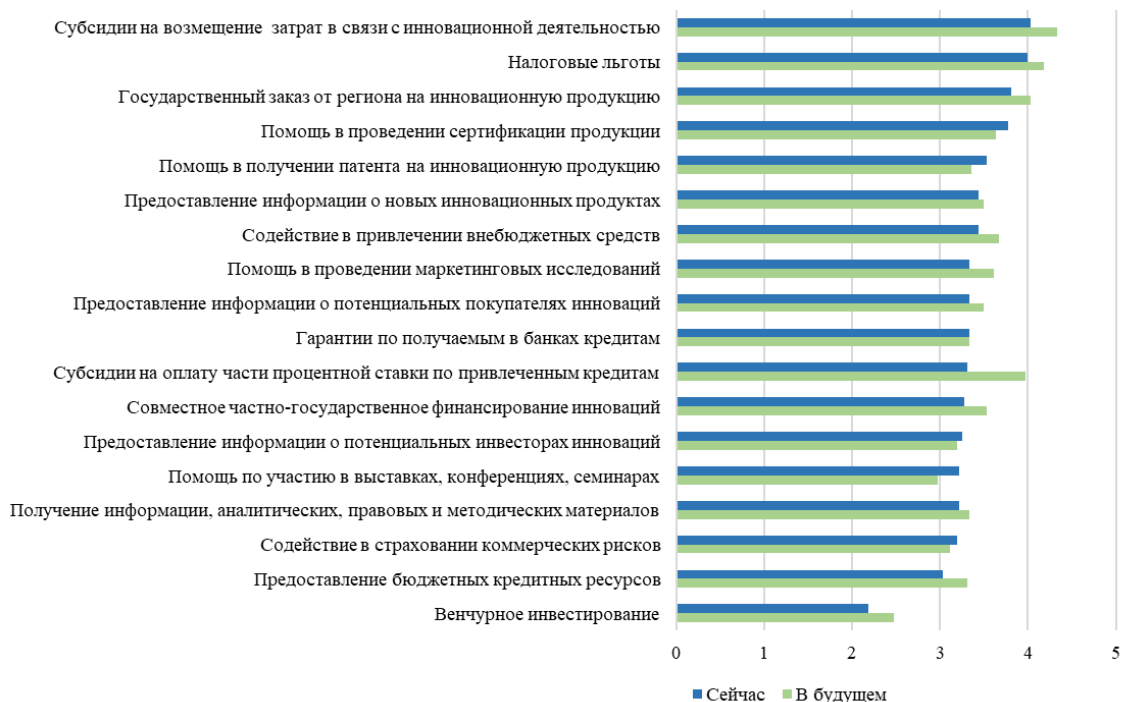 Субсидии на возмещение затрат в связи с инновационной деятельностью
Налоговые льготы
Государственный заказ от региона на инновационную продукцию
Помощь в проведении сертификации продукции
Помощь в получении патента на инновационную продукцию
Предоставление информации о новых инновационных продуктах
Содействие в привлечении внебюджетных средств
Помощь в проведении маркетинговых исследований
Предоставление информации о потенциальных покупателях инноваций
Гарантии по получаемым в банках кредитам
Субсидии на оплату части процентной ставки по привлеченным кредитам
Совместное частно-государственное финансирование инноваций
Предоставление информации о потенциальных инвесторах инноваций
Помощь по участию в выставках, конференциях, семинарах
Получение информации, аналитических, правовых и методических материалов
Содействие в страховании коммерческих рисков
Предоставление бюджетных кредитных ресурсов
Венчурное инвестирование
0 1 2 3 4 5
Сейчас В будущем